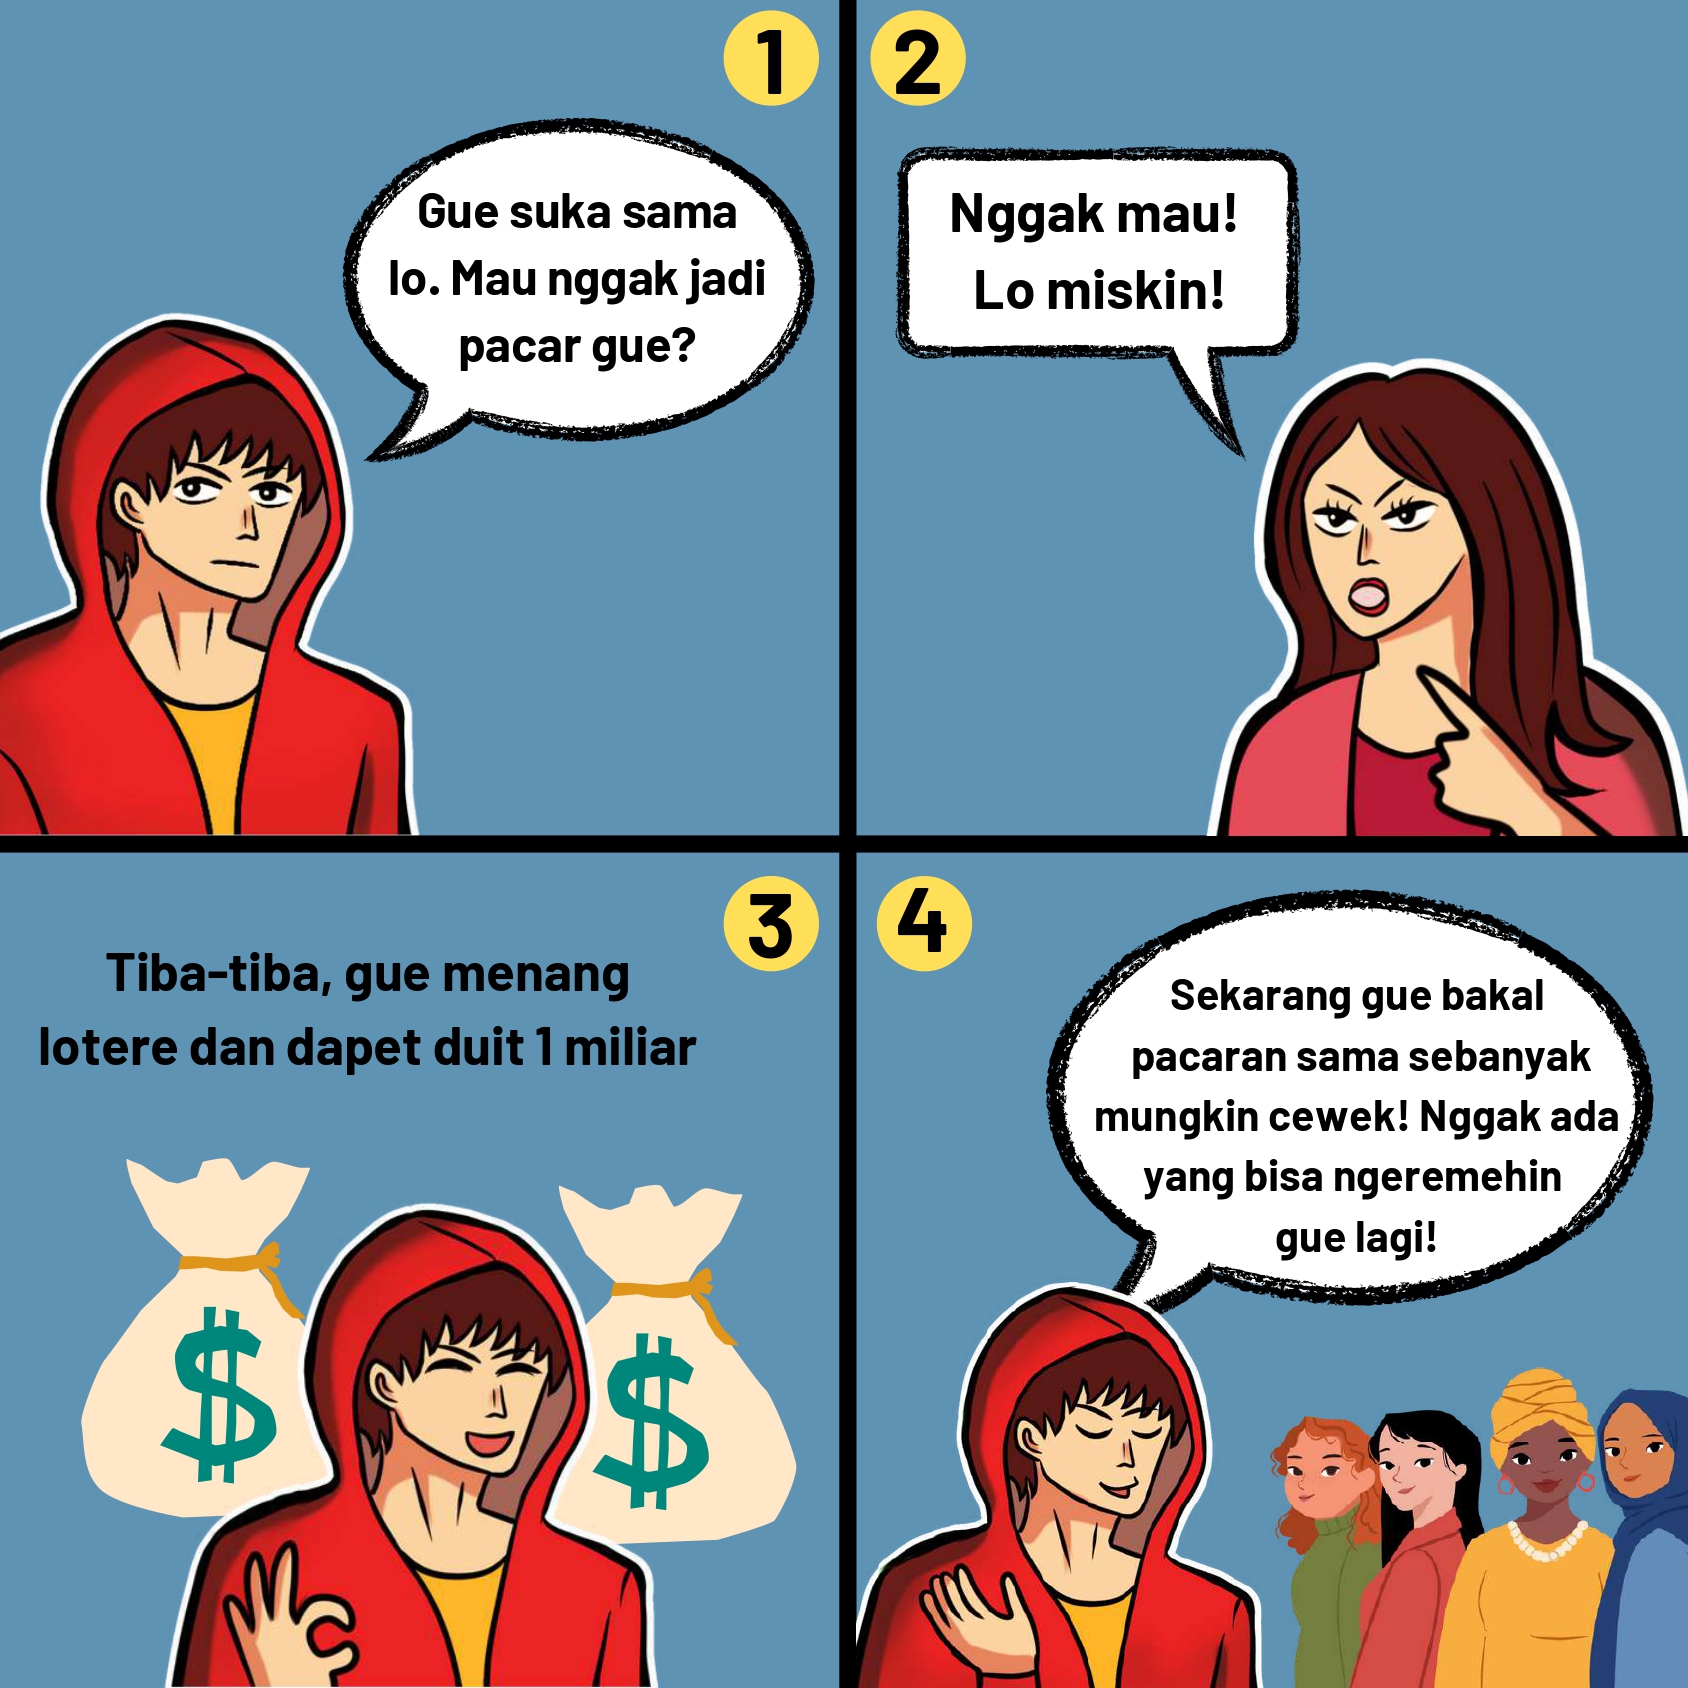 1
Gue suka sama
lo. Mau nggak jadi
pacar gue?
2
Nggak mau!
Lo miskin!
3
Tiba-tiba, gue menang
lotere dan dapet duit 1 miliar
$
$
4
Sekarang gue bakal
pacaran sama sebanyak
mungkin cewek! Nggak ada
yang bisa ngeremehin
gue lagi!